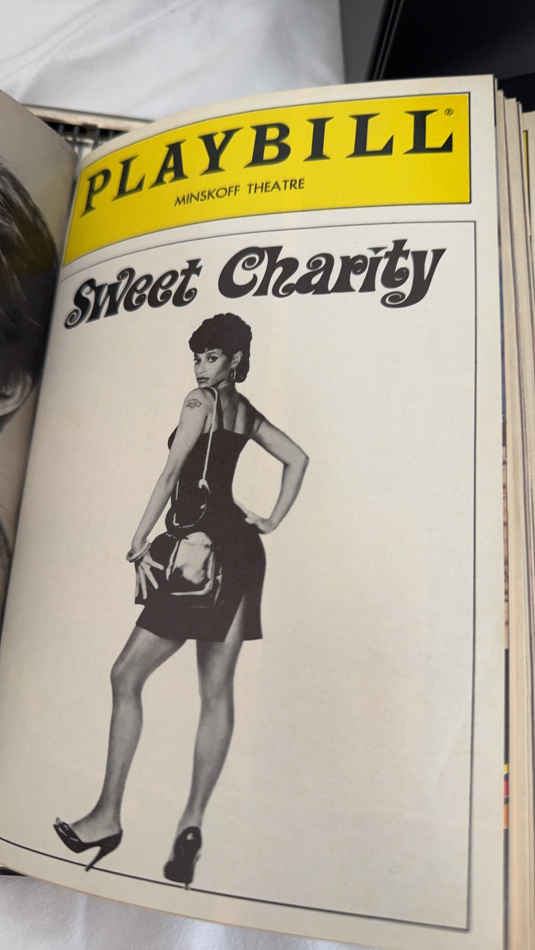 PLAYBILL®
MINSKOFF THEATRE
Sweet Charity